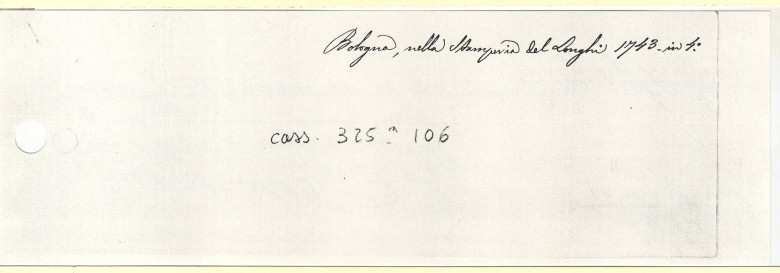 Bologna, nella Stamperia del Longhi 1743. in 4.º
cass. 325.ª 106